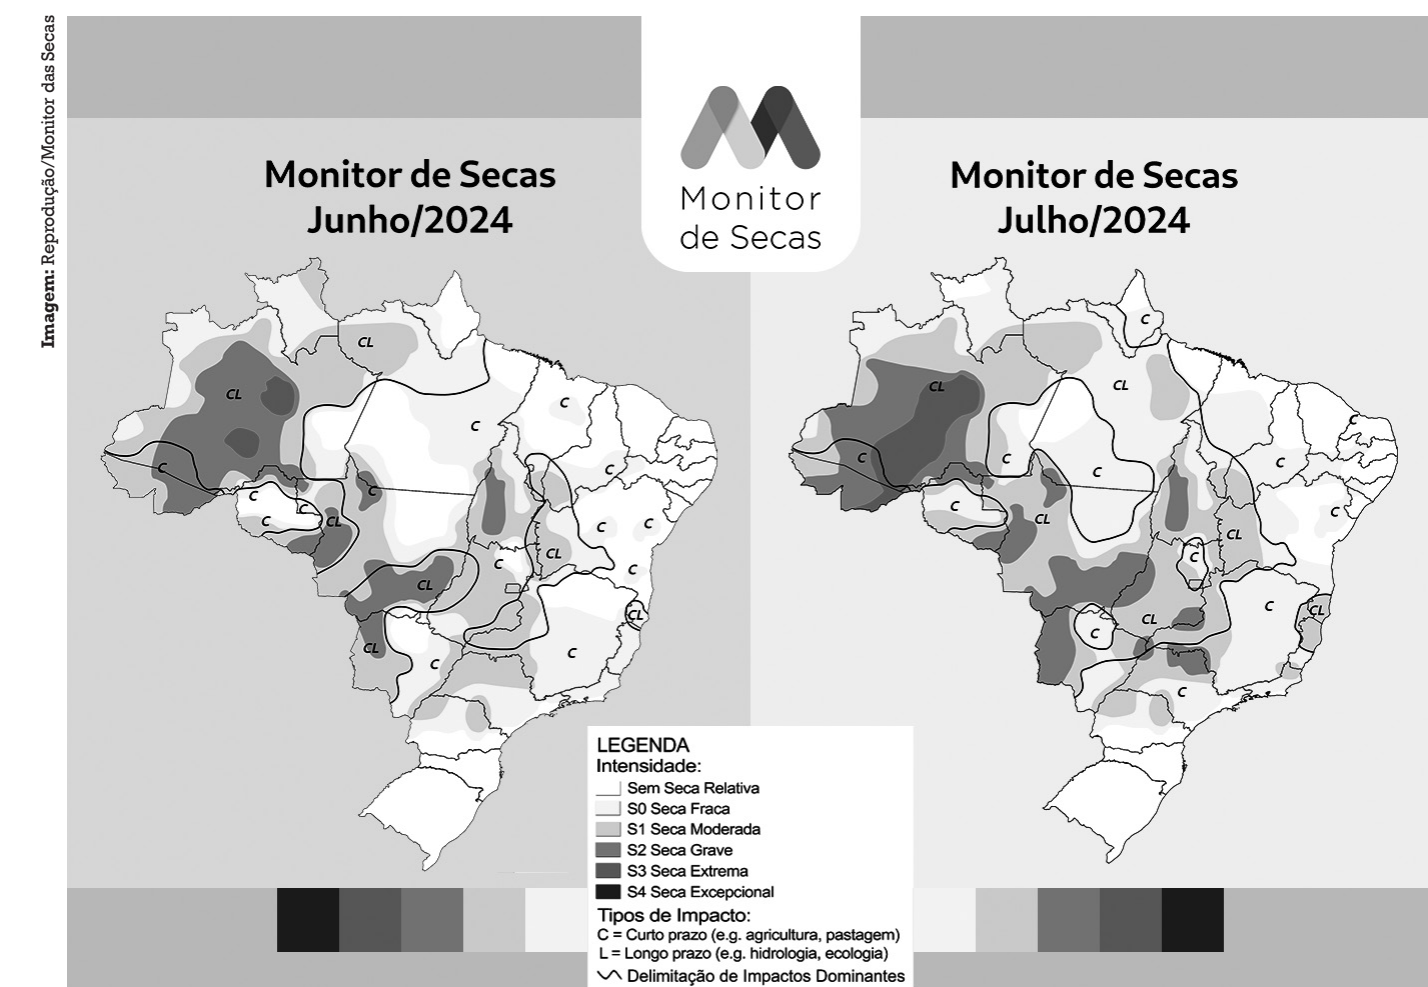 Imagem: Reprodução/Monitor das Secas
Monitor de Secas
Junho/2024
Monitor
de Secas
Monitor de Secas
Julho/2024
CL
CL
C
C
C
C
C
C
C
CL
C
C
C
CL
C
C
CL
C
CL
CL
C
C
C
CL
CL
C
C
C
C
C
C
C
CL
CL
C
C
CL
CL
C
C
LEGENDA
Intensidade:
Sem Seca Relativa
S0 Seca Fraca
S1 Seca Moderada
S2 Seca Grave
S3 Seca Extrema
S4 Seca Excepcional
Tipos de Impacto:
C = Curto prazo (e.g. agricultura, pastagem)
L = Longo prazo (e.g. hidrologia, ecologia)
Delimitação de Impactos Dominantes